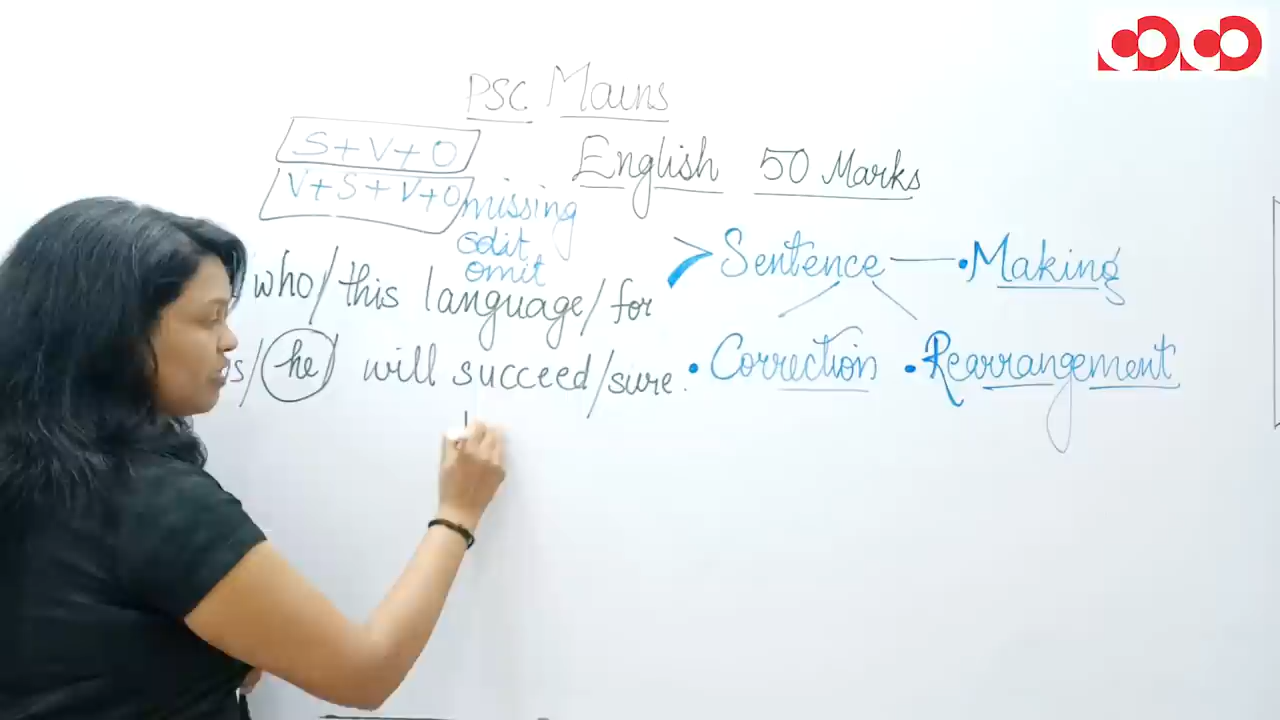 PSC Mains
English 50 Marks
S+V+O
V+S+V+O
missing
edit
omit
Sentence
• Making
• Correction
• Rearrangement
who/this language/for
s/he/ will succeed/sure.